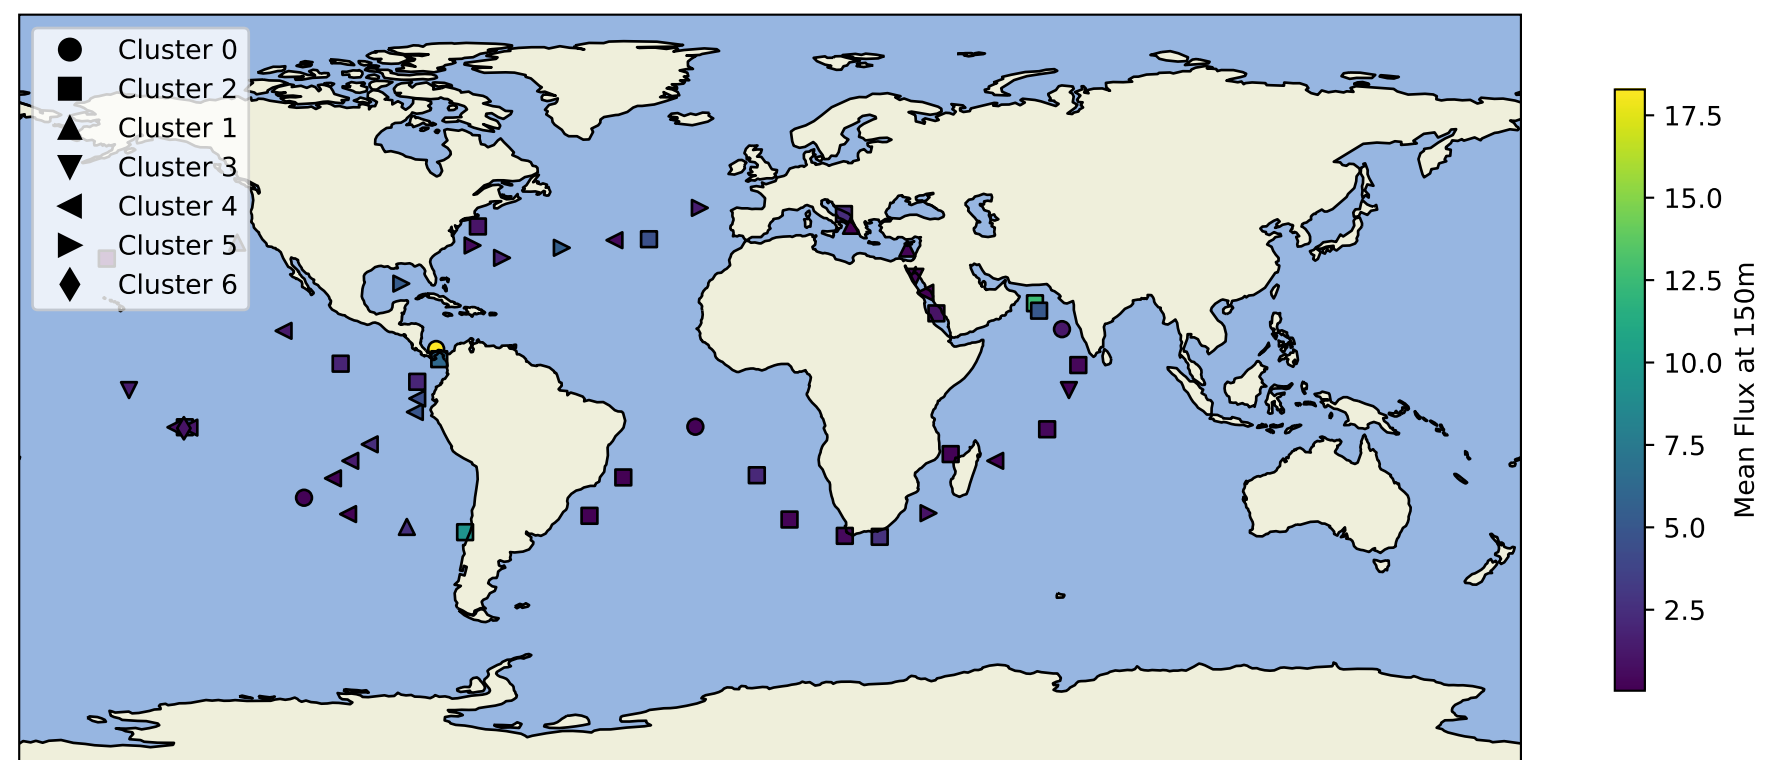 Cluster 0
Cluster 2
Cluster 1
Cluster 3
Cluster 4
Cluster 5
Cluster 6
17.5
15.0
12.5
10.0
7.5
5.0
2.5
Mean Flux at 150m